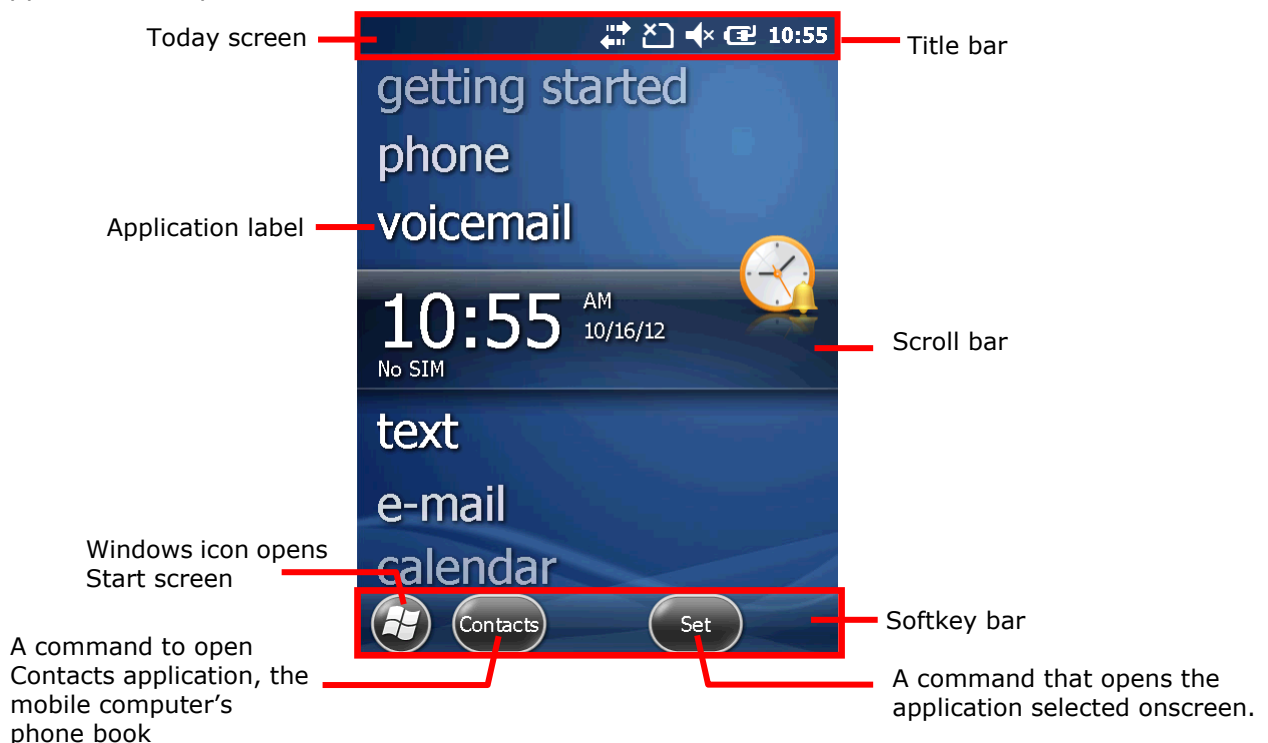 Today screen
10:55
Title bar
getting started
phone
Application label
voicemail
10:55
AM
10/16/12
No SIM
Scroll bar
text
e-mail
Windows icon opens
Start screen
calendar
Contacts
Set
Softkey bar
A command to open
Contacts application, the
mobile computer’s
phone book
A command that opens the
application selected onscreen.